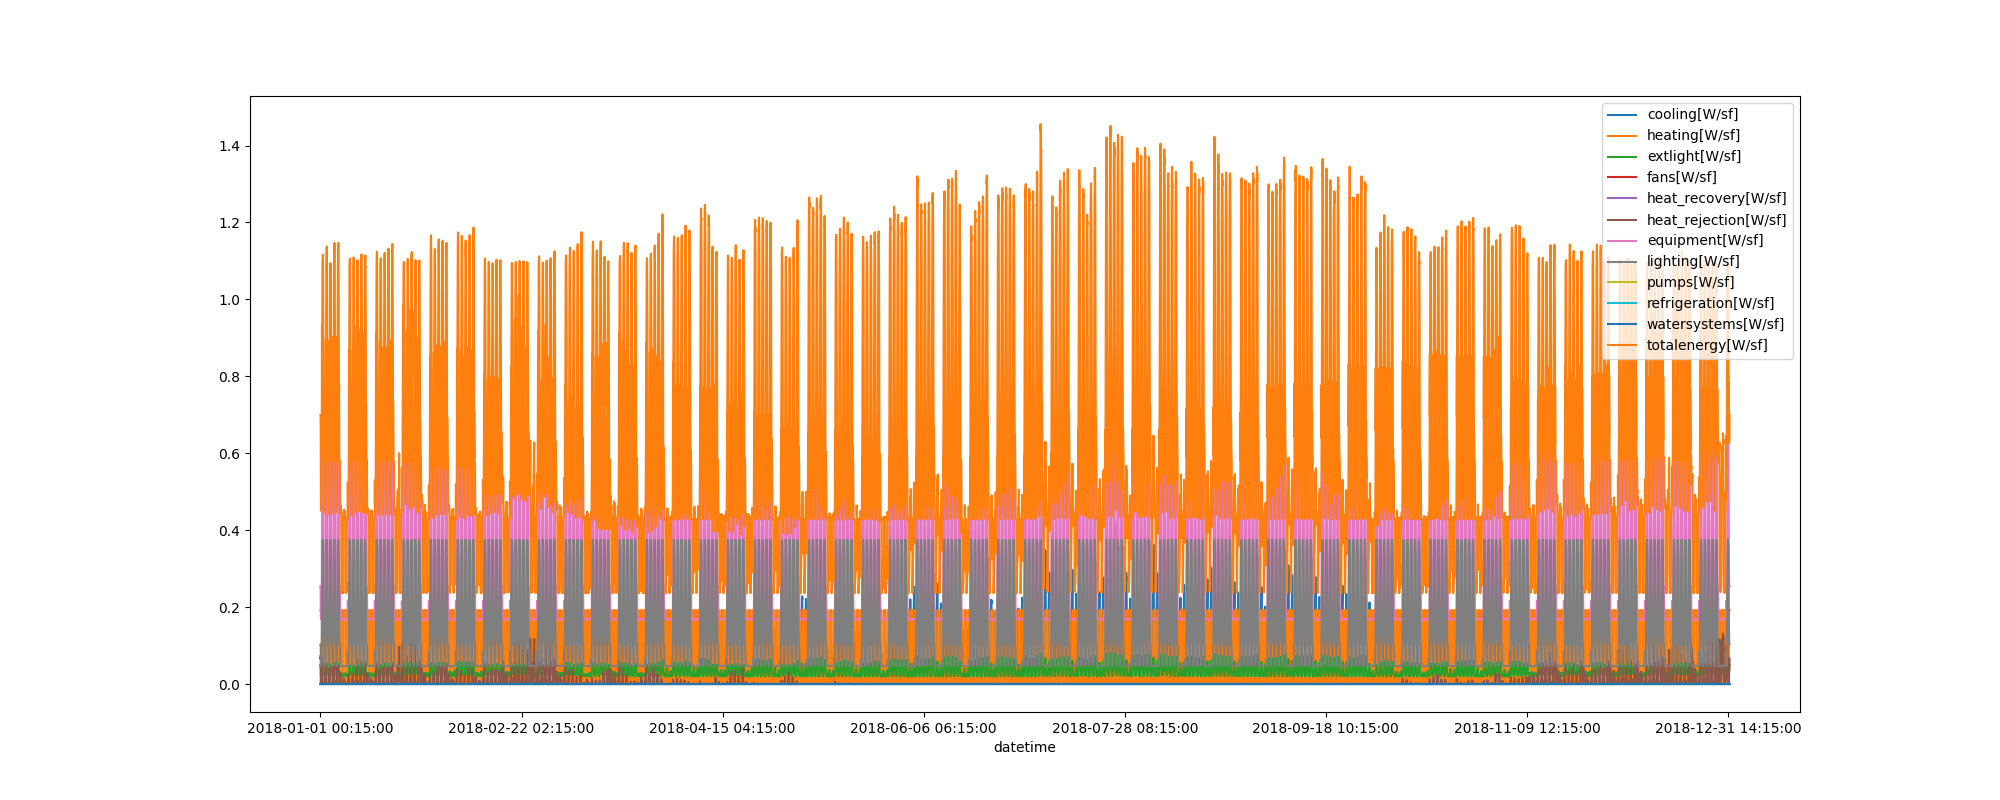 1.4
1.2
1.0
0.8
0.6
0.4
0.2
0.0
cooling[W/sf]
heating[W/sf]
extlight[W/sf]
fans[W/sf]
heat_recovery[W/sf]
heat_rejection[W/sf]
equipment[W/sf]
lighting[W/sf]
pumps[W/sf]
refrigeration[W/sf]
watersystems[W/sf]
totalenergy[W/sf]
2018-01-01 00:15:00 2018-02-22 02:15:00 2018-04-15 04:15:00 2018-06-06 06:15:00 2018-07-28 08:15:00 2018-09-18 10:15:00 2018-11-09 12:15:00 2018-12-31 14:15:00
datetime